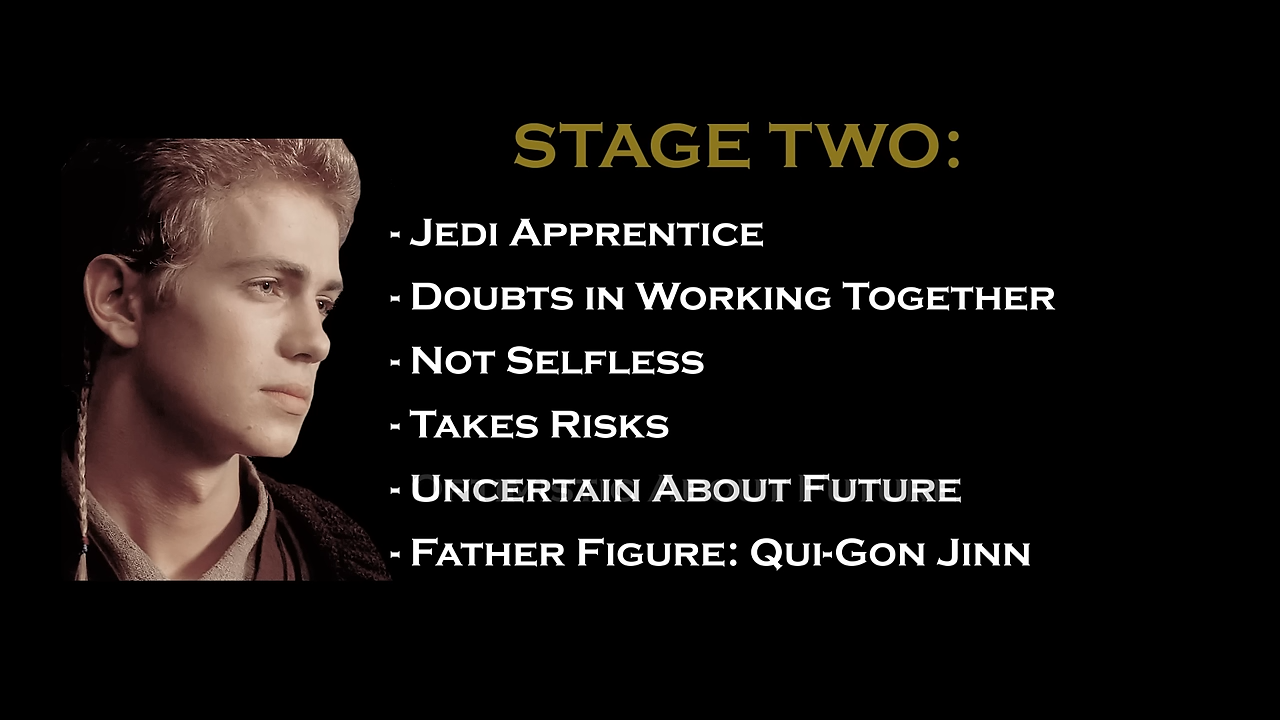 STAGE TWO:
- JEDI APPRENTICE
- DOUBTS IN WORKING TOGETHER
- NOT SELFLESS
- TAKES RISKS
- UNCERTAIN ABOUT FUTURE
- FATHER FIGURE: QUI-GON JINN